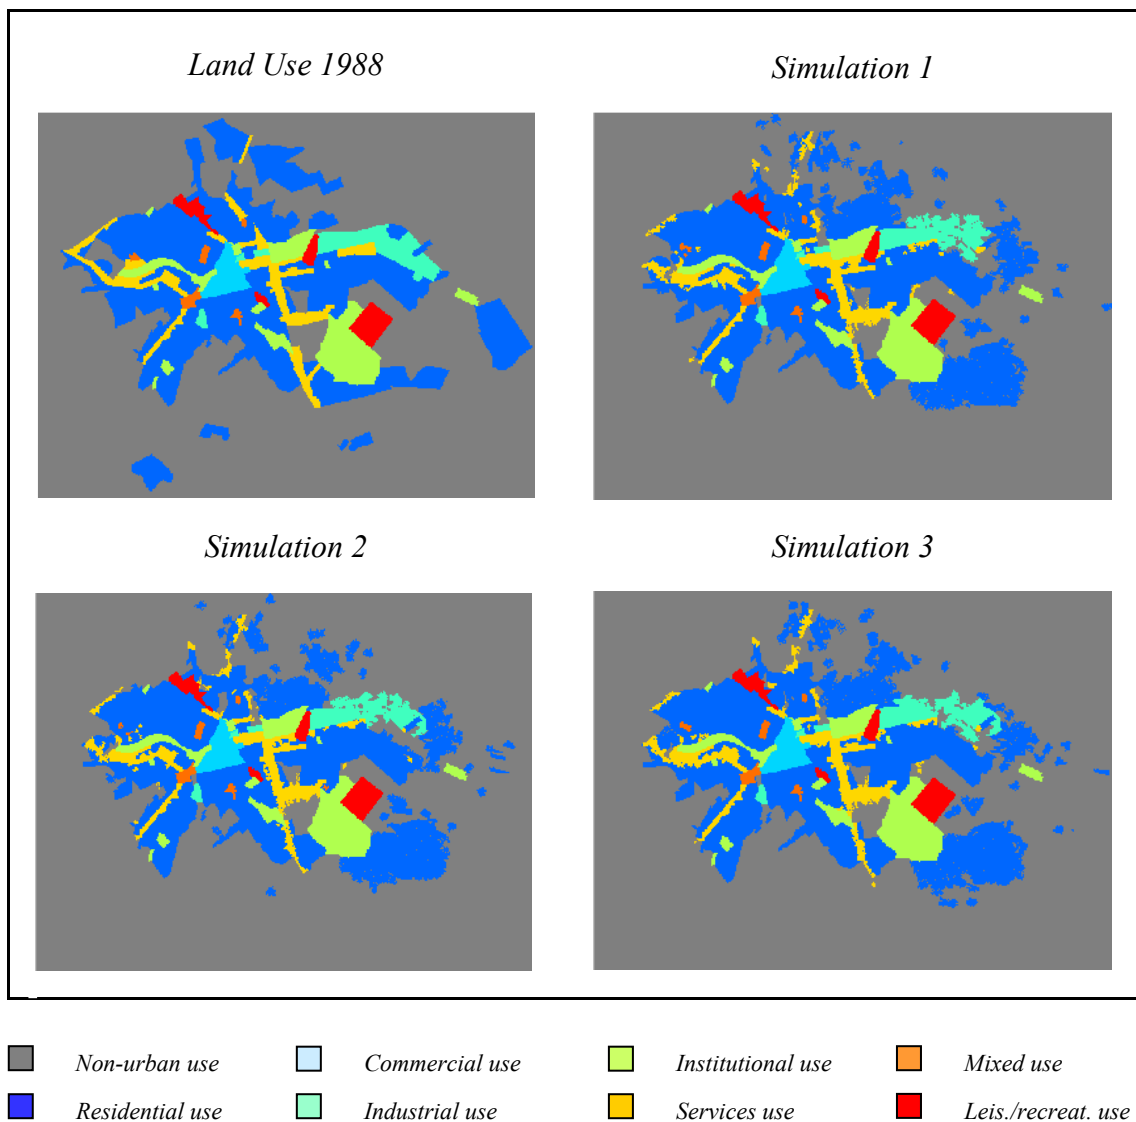 Land Use 1988
Simulation 1
Simulation 2
Simulation 3
Non-urban use
Commercial use
Institutional use
Mixed use
Residential use
Industrial use
Services use
Leis./recreat. use